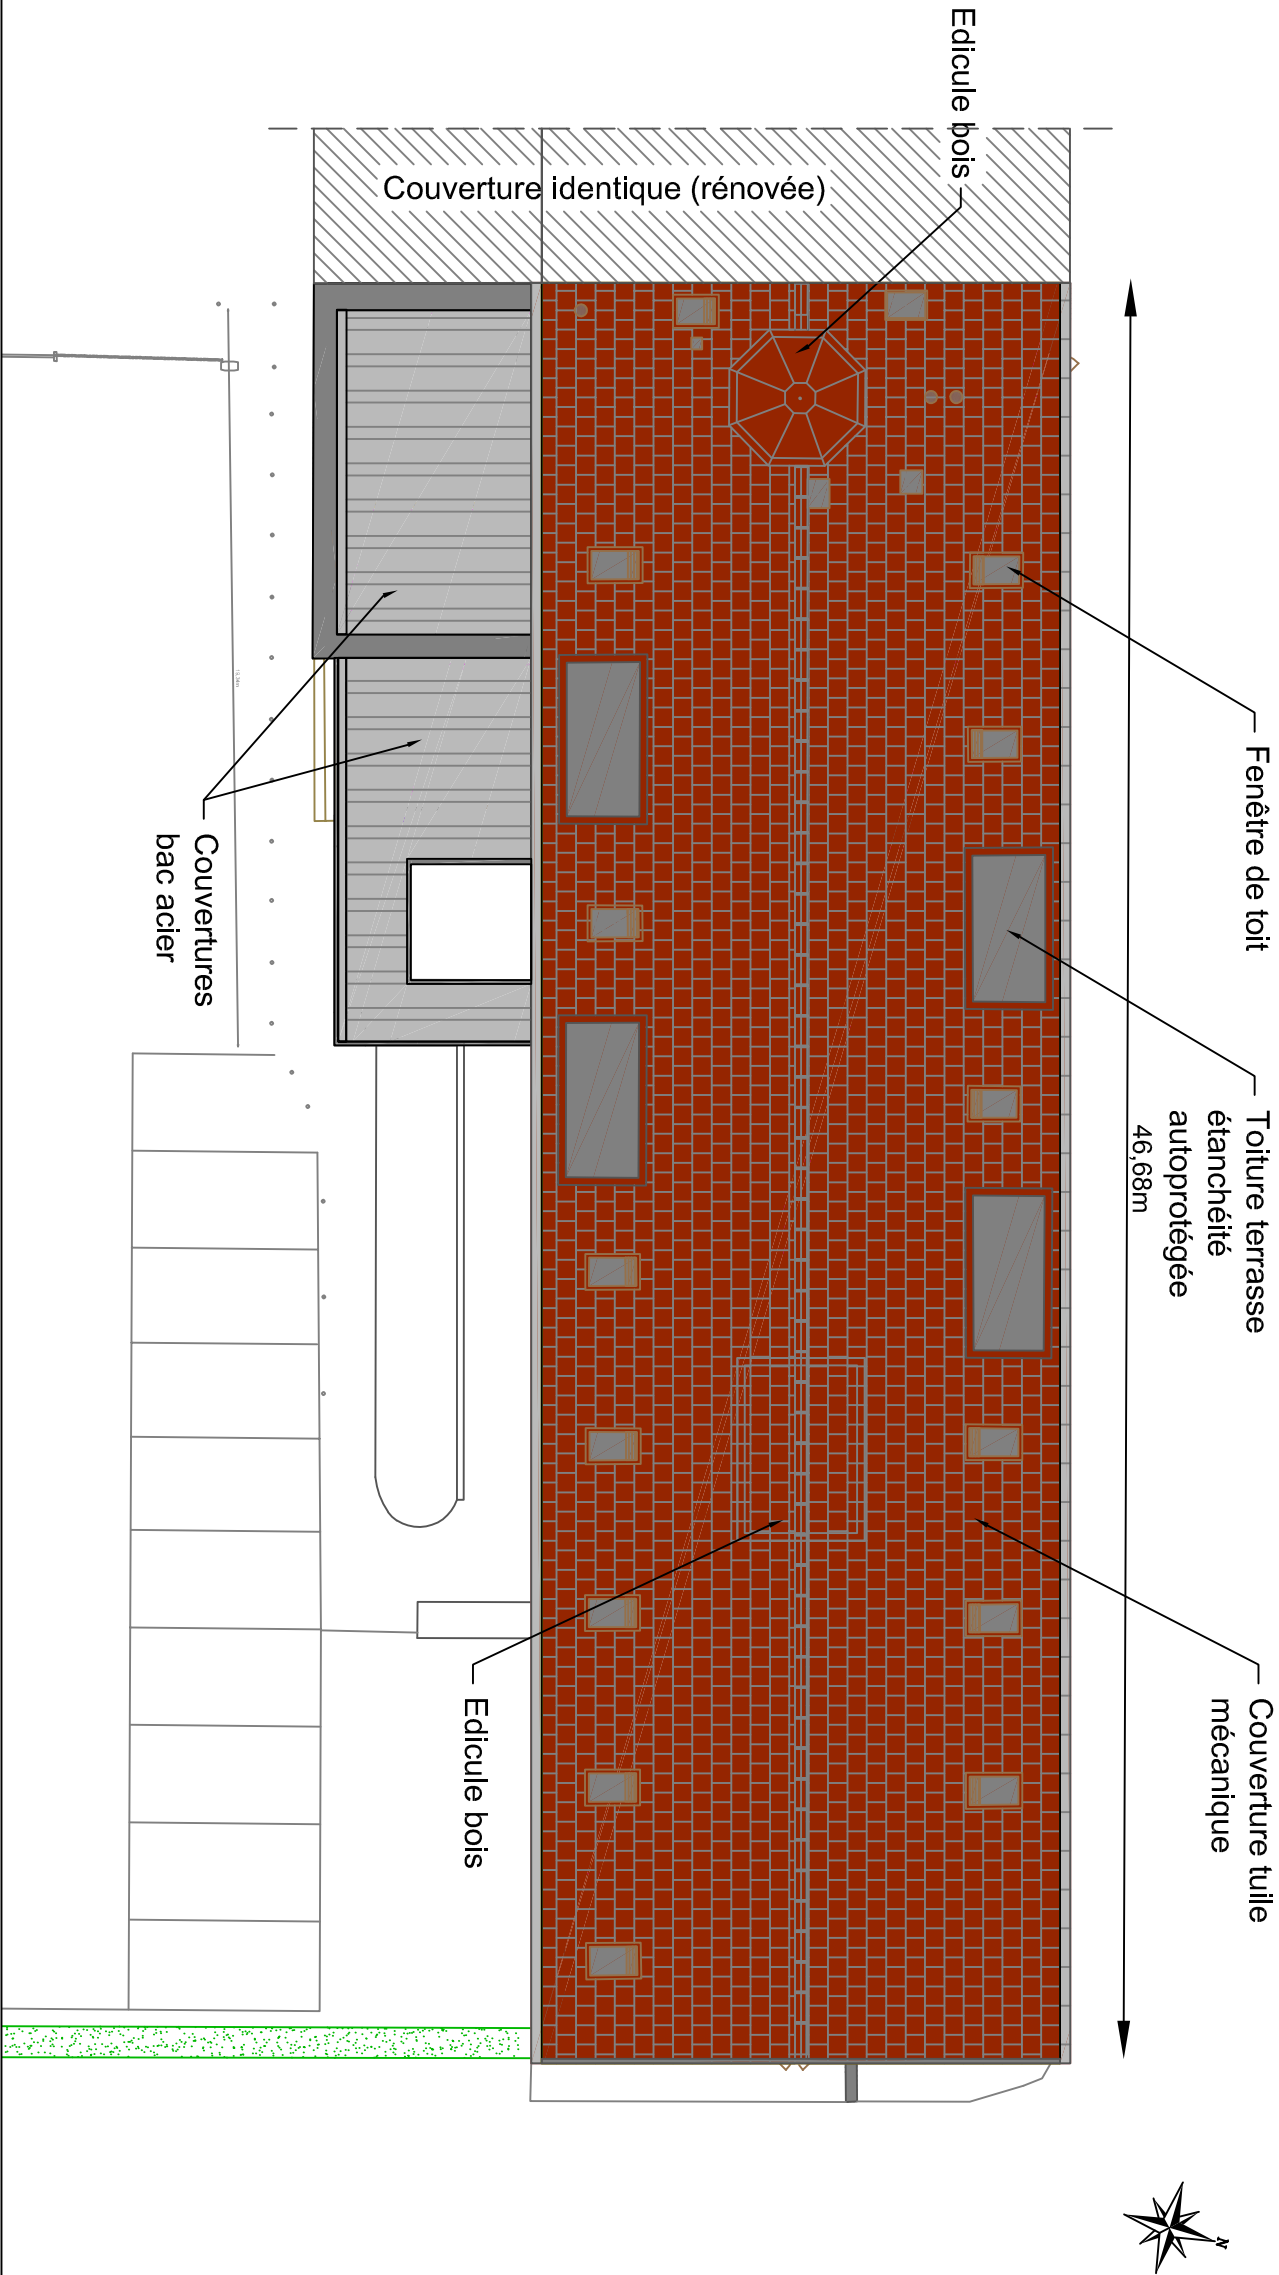 Edicule bois
Couverture identique (rénovée)
Fenêtre de toit
Toiture terrasse
étanchéité
autoprotégée
46,68m
Couvertures
bac acier
Couverture tuile
mécanique
Edicule bois
N